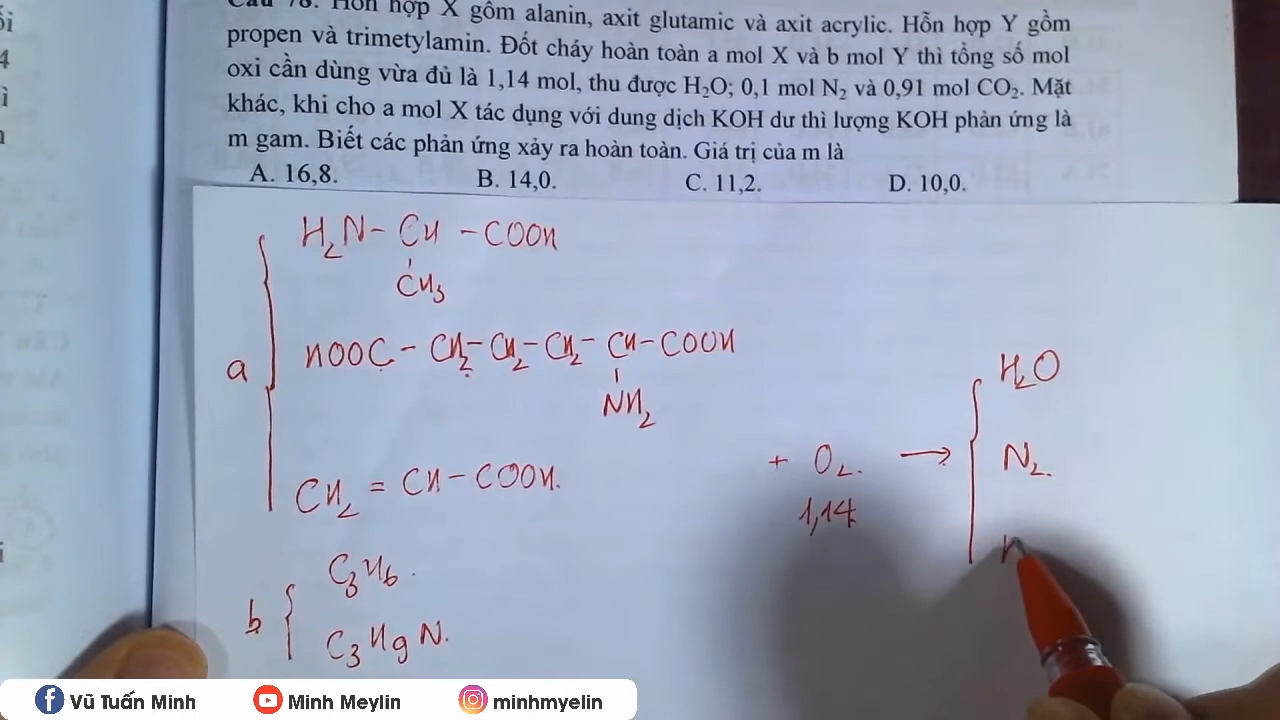 Câu 78. Hỗn hợp X gồm alanin, axit glutamic và axit acrylic. Hỗn hợp Y gồm
propen và trimetylamin. Đốt cháy hoàn toàn a mol X và b mol Y thì tổng số mol
oxi cần dùng vừa đủ là 1,14 mol, thu được H₂O; 0,1 mol N₂ và 0,91 mol CO₂. Mặt
khác, khi cho a mol X tác dụng với dung dịch KOH dư thì lượng KOH phản ứng là
m gam. Biết các phản ứng xảy ra hoàn toàn. Giá trị của m là
A. 16,8. B. 14,0. C. 11,2. D. 10,0.
H₂N - CH - COOH
CH₃
HOOC - CH₂ - CH₂ - CH₂ - CH - COOH
NH₂
a
CH₂ = CH - COOH.
+ O₂. → H₂O
N₂.
1,14
b
C₃H₆.
C₃H₉N.
Vũ Tuấn Minh Minh Meylin minhmyelin